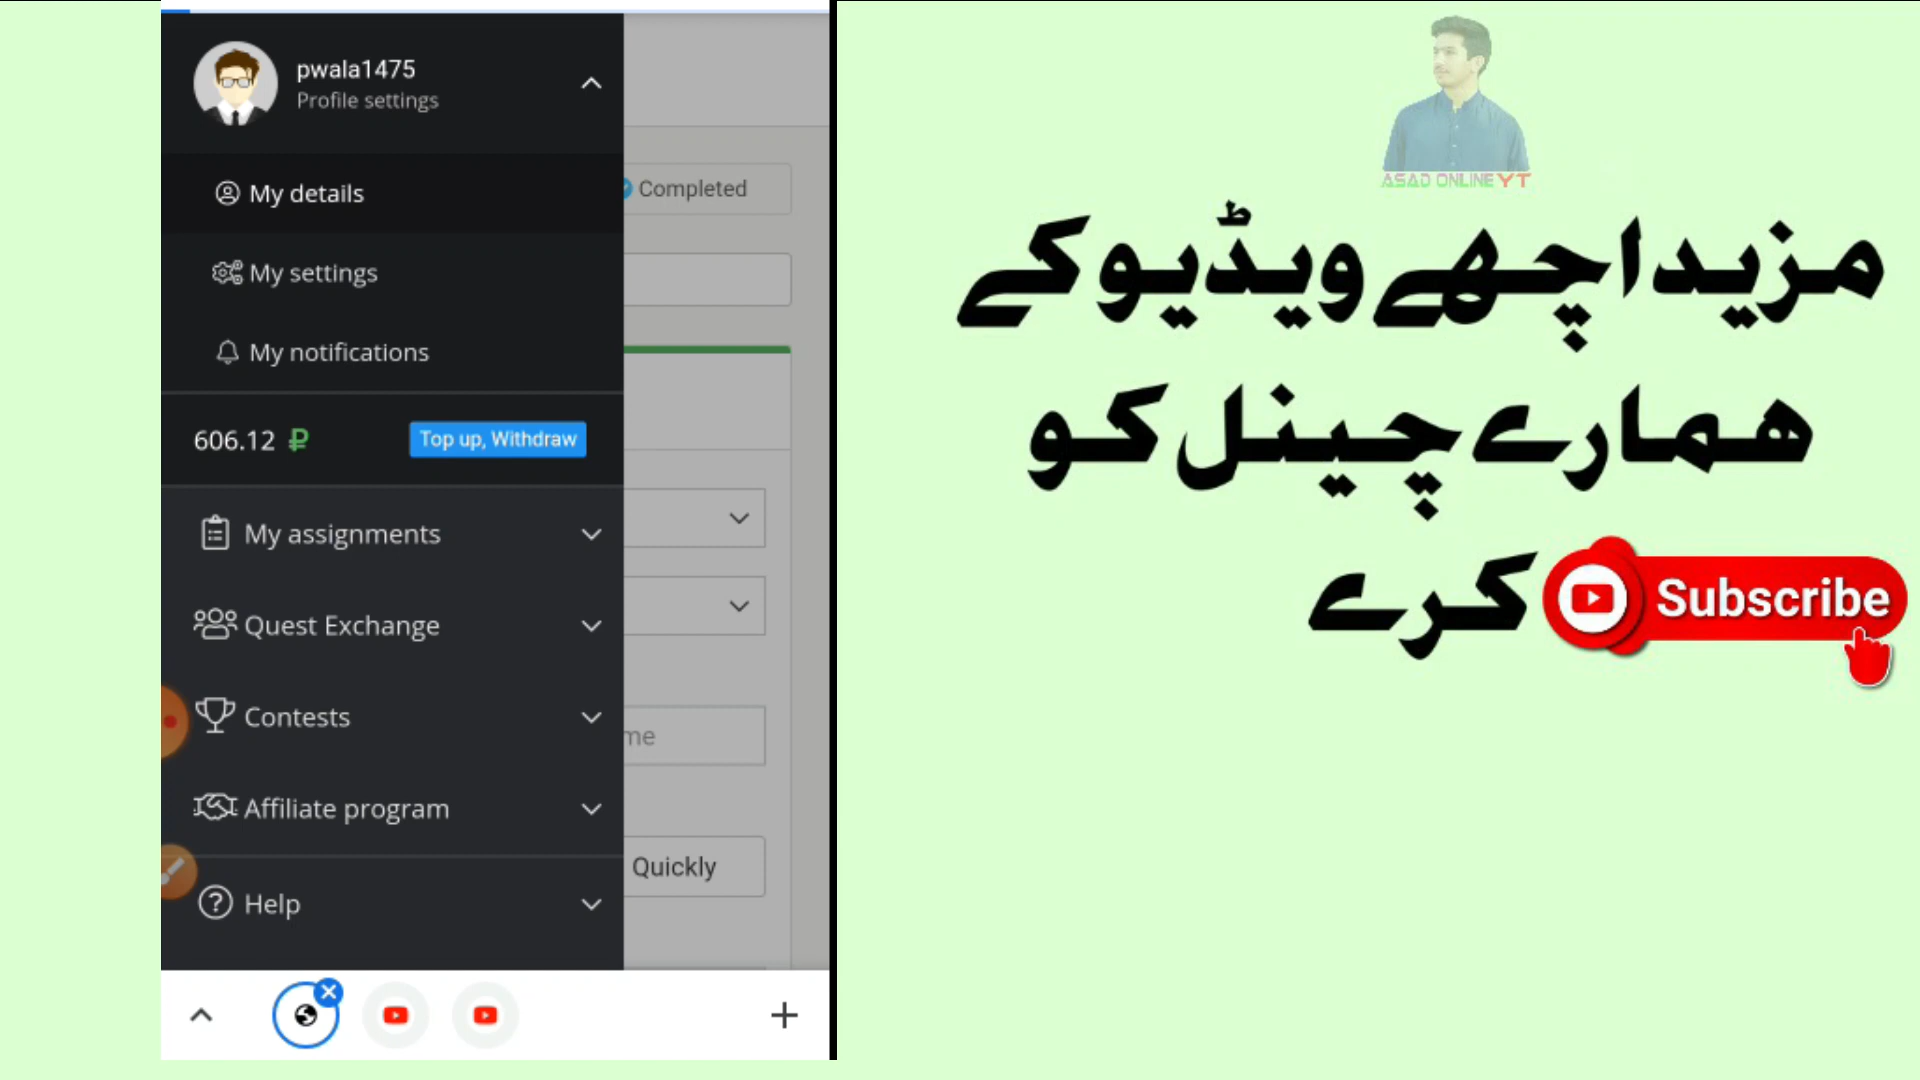 pwala1475
Profile settings
My details
My settings
My notifications
606.12 ₽
Top up, Withdraw
My assignments
Quest Exchange
Contests
Affiliate program
Help
Completed
me
Quickly
ASAD ONLINE YT
مزید اچھے ویڈیو کے
ھمارے چینل کو
Subscribe کرے